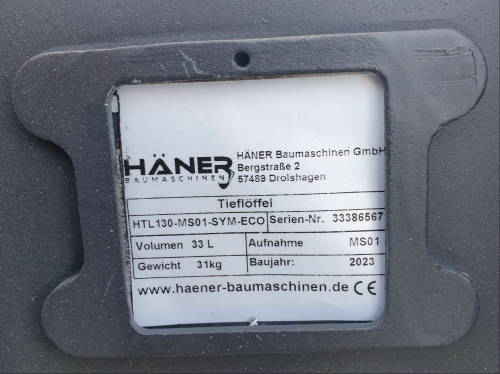 HÄNER
BAUMASCHINEN
HÄNER Baumaschinen GmbH
Bergstraße 2
57489 Drolshagen
Tieflöffel
HTL130-MS01-SYM-ECO Serien-Nr. 33386567
Volumen 33 L Aufnahme MS01
Gewicht 31kg Baujahr: 2023
www.haener-baumaschinen.de CE